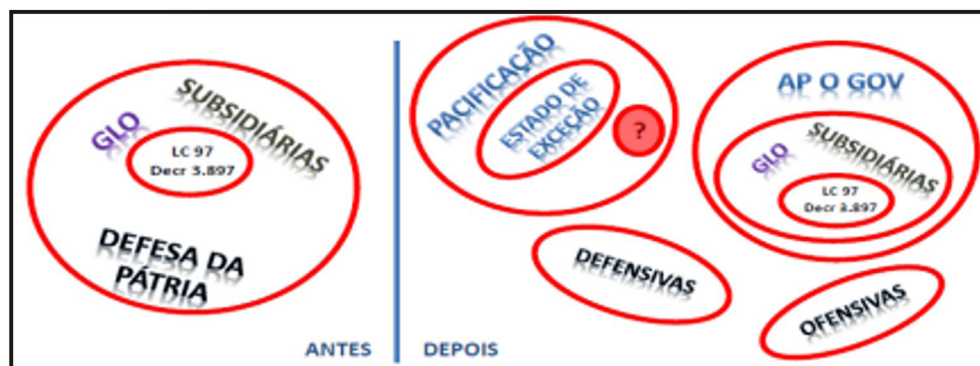 GLO
SUBSIDIÁRIAS
LC 97
Decr 3.897
DEFESA DA
PÁTRIA
ANTES
PACIFICAÇÃO
ESTADO DE
EXCEÇÃO
?
AP O GOV
GLO
SUBSIDIÁRIAS
LC 97
Decr 3.897
DEFENSIVAS
OFENSIVAS
DEPOIS